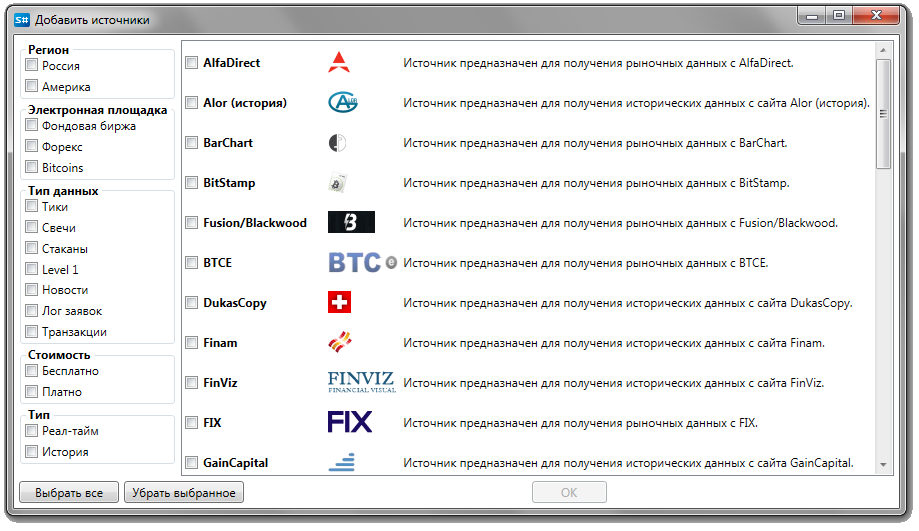 S# Добавить источники
Регион
Россия
Америка
Электронная площадка
Фондовая биржа
Форекс
Bitcoins
Тип данных
Тики
Свечи
Стаканы
Level 1
Новости
Лог заявок
Транзакции
Стоимость
Бесплатно
Платно
Тип
Реал-тайм
История
AlfaDirect Источник предназначен для получения рыночных данных с AlfaDirect.
Alor (история) Источник предназначен для получения исторических данных с сайта Alor (история).
BarChart Источник предназначен для получения рыночных данных с BarChart.
BitStamp Источник предназначен для получения рыночных данных с BitStamp.
Fusion/Blackwood Источник предназначен для получения рыночных данных с Fusion/Blackwood.
BTCE BTC e Источник предназначен для получения рыночных данных с BTCE.
DukasCopy Источник предназначен для получения исторических данных с сайта DukasCopy.
Finam Источник предназначен для получения исторических данных с сайта Finam.
FinViz FINVIZ FINANCIAL VISUAL Источник предназначен для получения исторических данных с сайта FinViz.
FIX FIX Источник предназначен для получения рыночных данных с FIX.
GainCapital Источник предназначен для получения исторических данных с сайта GainCapital.
Выбрать все Убрать выбранное OK